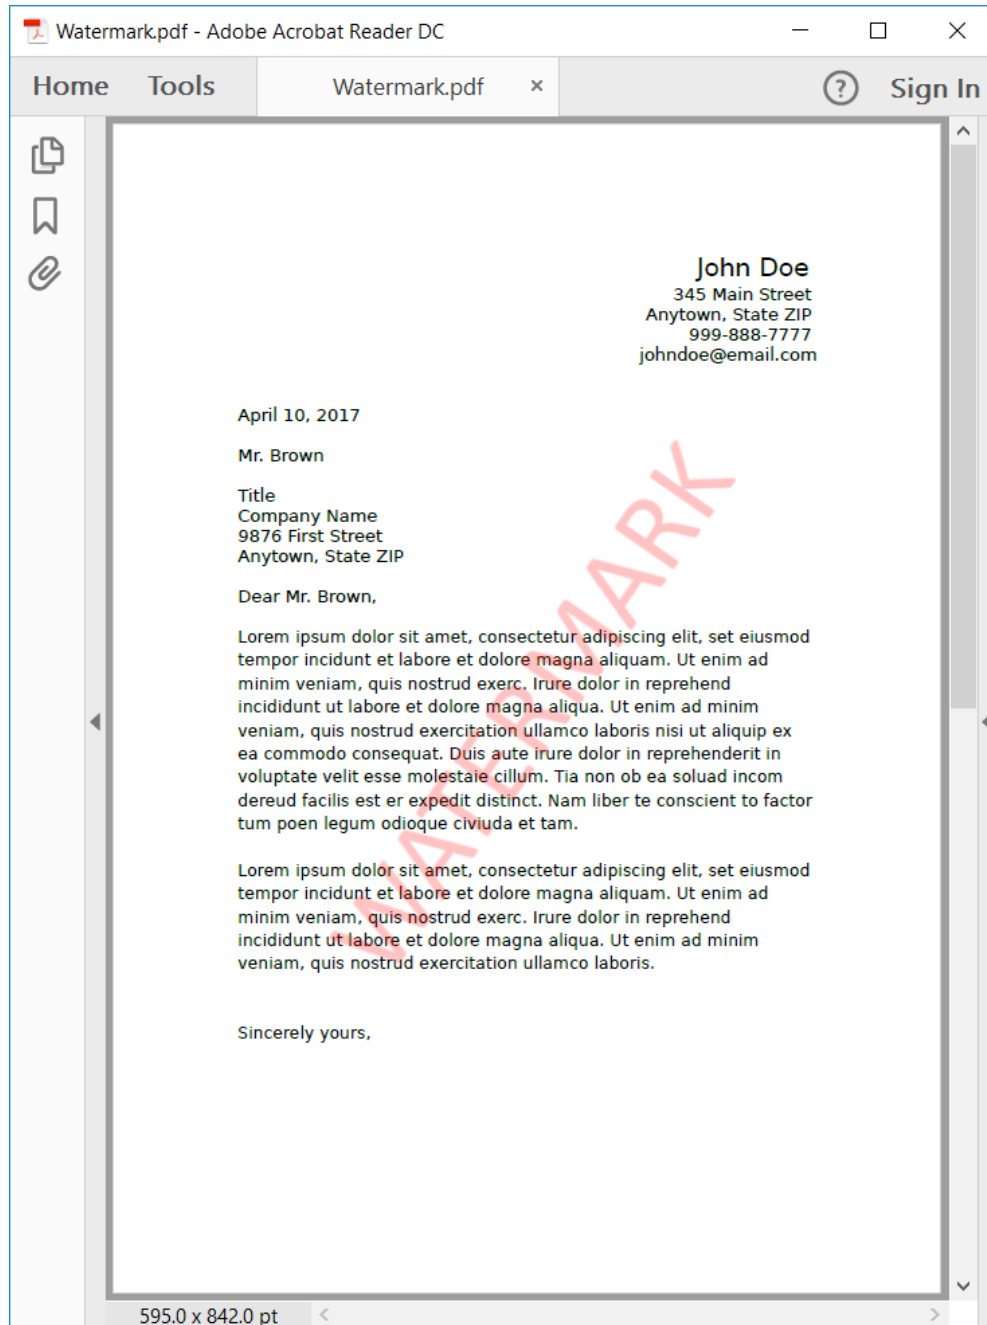 Watermark.pdf - Adobe Acrobat Reader DC
Home Tools Watermark.pdf × ? Sign In
John Doe
345 Main Street
Anytown, State ZIP
999-888-7777
johndoe@email.com
April 10, 2017
Mr. Brown
Title
Company Name
9876 First Street
Anytown, State ZIP
Dear Mr. Brown,
Lorem ipsum dolor sit amet, consectetur adipiscing elit, set eiusmod
tempor incidunt et labore et dolore magna aliquam. Ut enim ad
minim veniam, quis nostrud exerc. Irure dolor in reprehend
incididunt ut labore et dolore magna aliqua. Ut enim ad minim
veniam, quis nostrud exercitation ullamco laboris nisi ut aliquip ex
ea commodo consequat. Duis aute irure dolor in reprehenderit in
voluptate velit esse molestaie cillum. Tia non ob ea soluad incom
dereud facilis est er expedit distinct. Nam liber te conscient to factor
tum poen legum odioque civiuda et tam.
Lorem ipsum dolor sit amet, consectetur adipiscing elit, set eiusmod
tempor incidunt et labore et dolore magna aliquam. Ut enim ad
minim veniam, quis nostrud exerc. Irure dolor in reprehend
incididunt ut labore et dolore magna aliqua. Ut enim ad minim
veniam, quis nostrud exercitation ullamco laboris.
Sincerely yours,
WATERMARK
595.0 x 842.0 pt